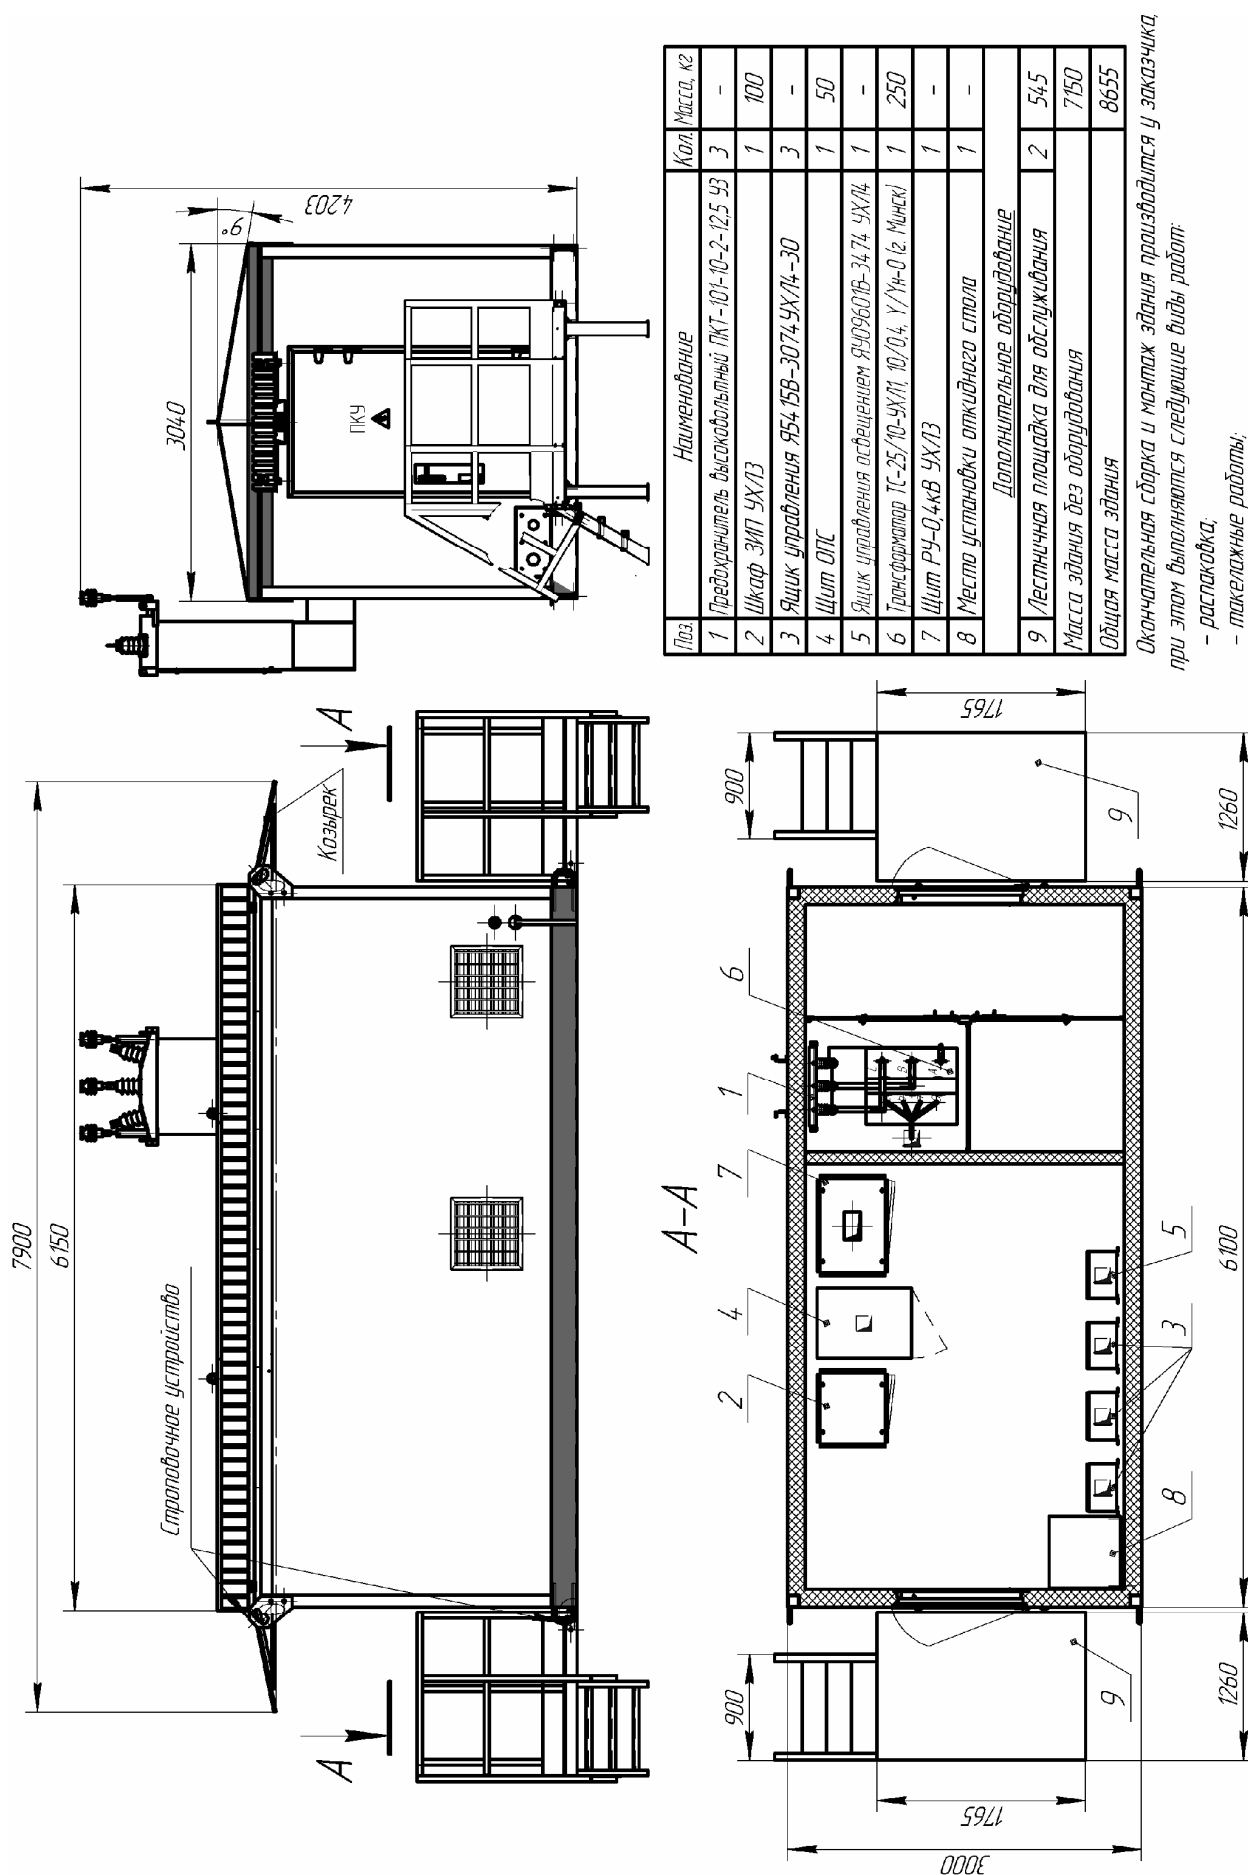 7900
6150
Строповочное устройство
Козырек
А
А
3040
9°
4203
ПКУ
А-А
2
4
7
1
6
900
900
9
9
8
3
5
С
В
А
1765
1765
3000
1260
6100
1260
Поз. Наименование Кол. Масса, кг
1 Предохранитель высоковольтный ПКТ-101-10-2-12,5 У3 3 -
2 Шкаф ЗИП УХЛ3 1 100
3 Ящик управления Я5415В-3074УХЛ4-30 3 -
4 Щит ОПС 1 50
5 Ящик управления освещением ЯУО9601В-3474 УХЛ4 1 -
6 Трансформатор ТС-25/10-УХЛ1, 10/0,4, У/Ун-0 (г. Минск) 1 250
7 Щит РУ-0,4кВ УХЛ3 1 -
8 Место установки откидного стола 1 -
Дополнительное оборудование
9 Лестничная площадка для обслуживания 2 545
Масса здания без оборудования 7150
Общая масса здания 8655
Окончательная сборка и монтаж здания производится у заказчика,
при этом выполняются следующие виды работ:
- распаковка;
- такелажные работы;